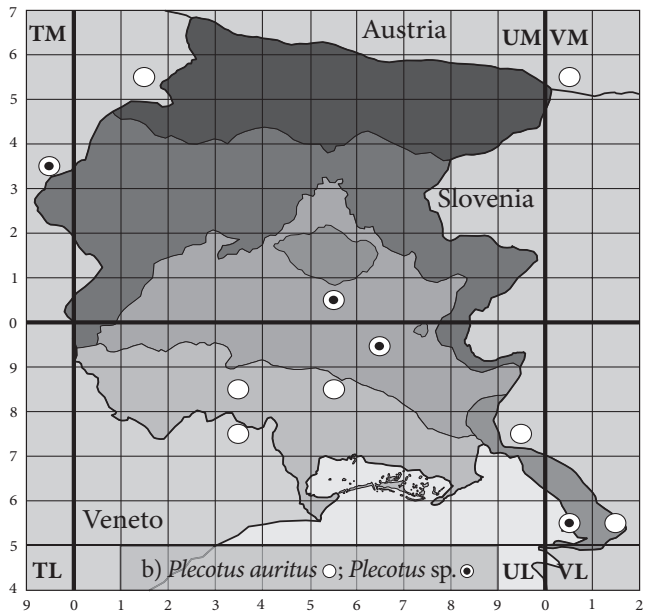 7
TM Austria UM VM
6
5
4
3
Slovenia
2
1
0
9
8
7
6
Veneto
5
TL b) Plecotus auritus ; Plecotus sp. UL VL
4
9 0 1 2 3 4 5 6 7 8 9 0 1 2